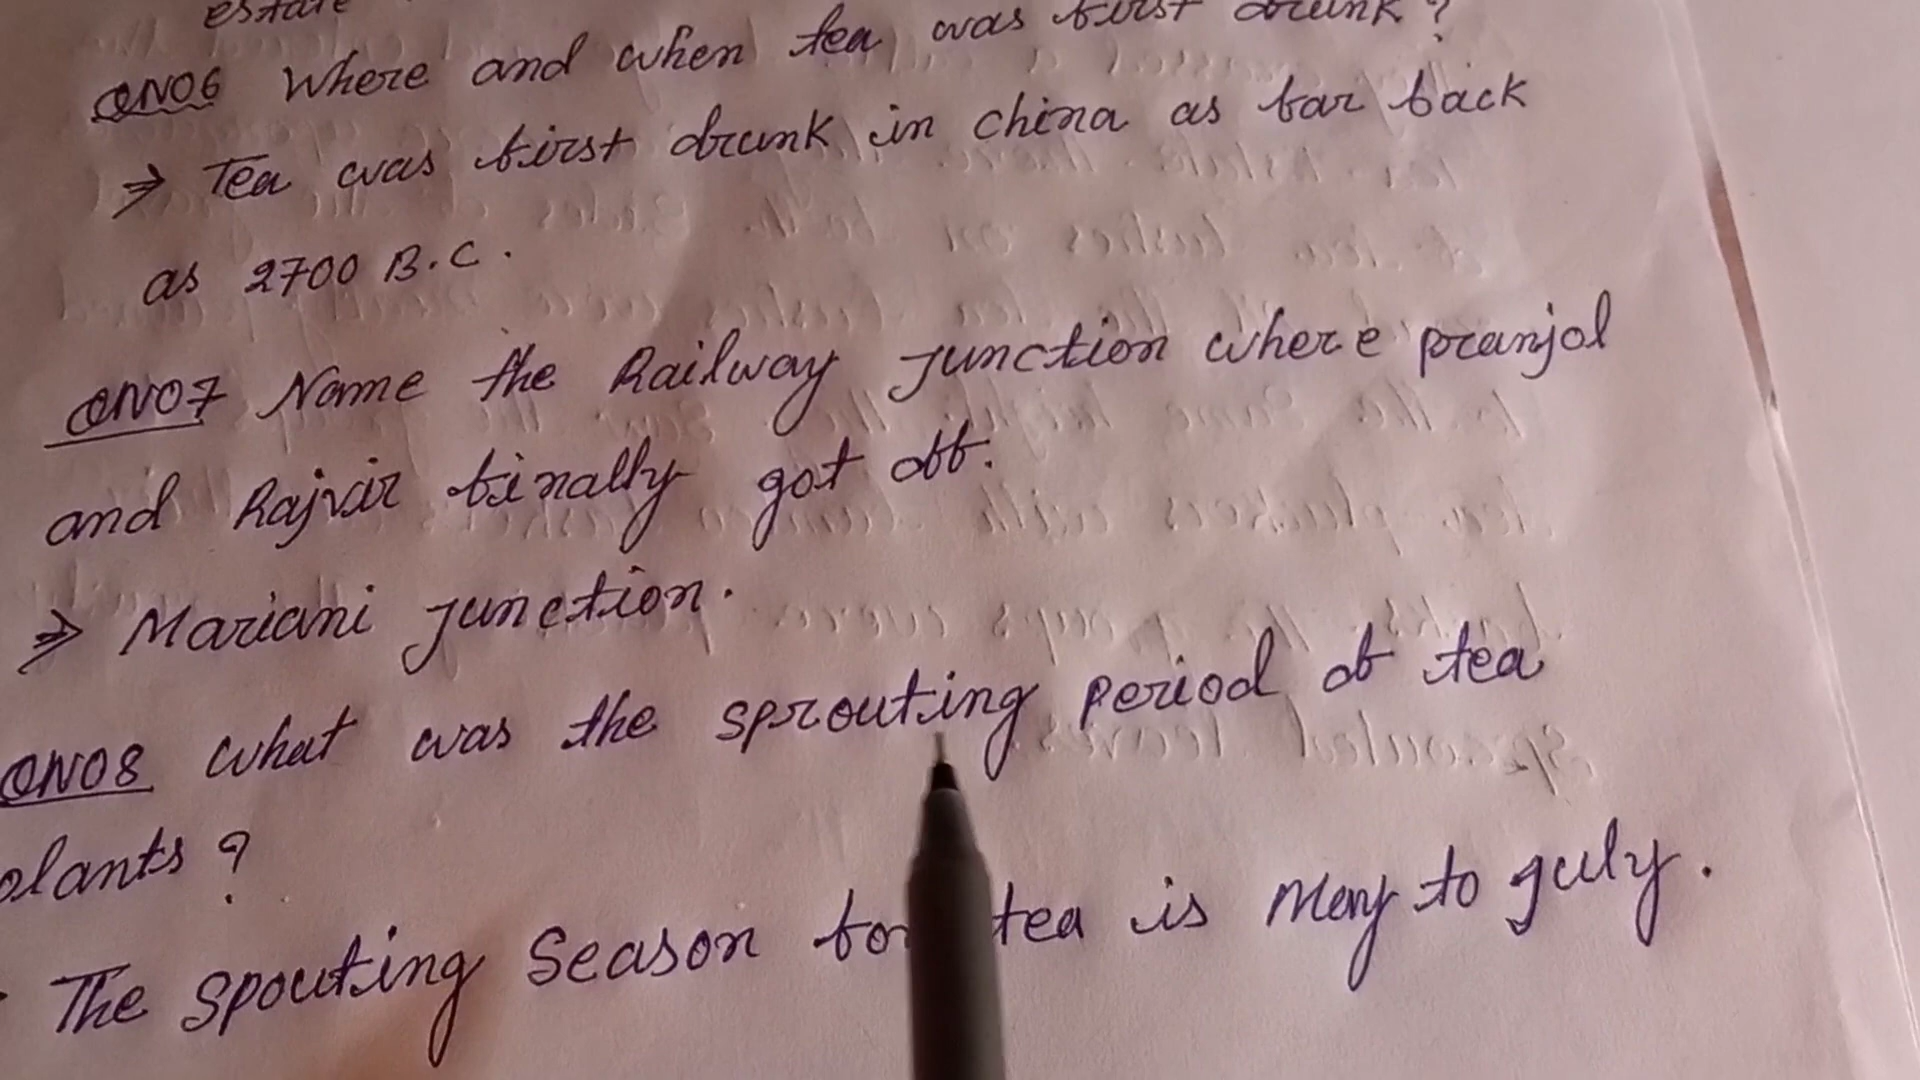 estate
QNO6 Where and when tea was first drunk?
⇒ Tea was first drunk in china as far back
as 2700 B.C.
QNO7 Name the Railway Junction where pranjol
and Rajvir finally got off.
⇒ Mariani Junction.
QNO8 What was the sprouting period of tea
plants?
The spouting Season for tea is May to july.